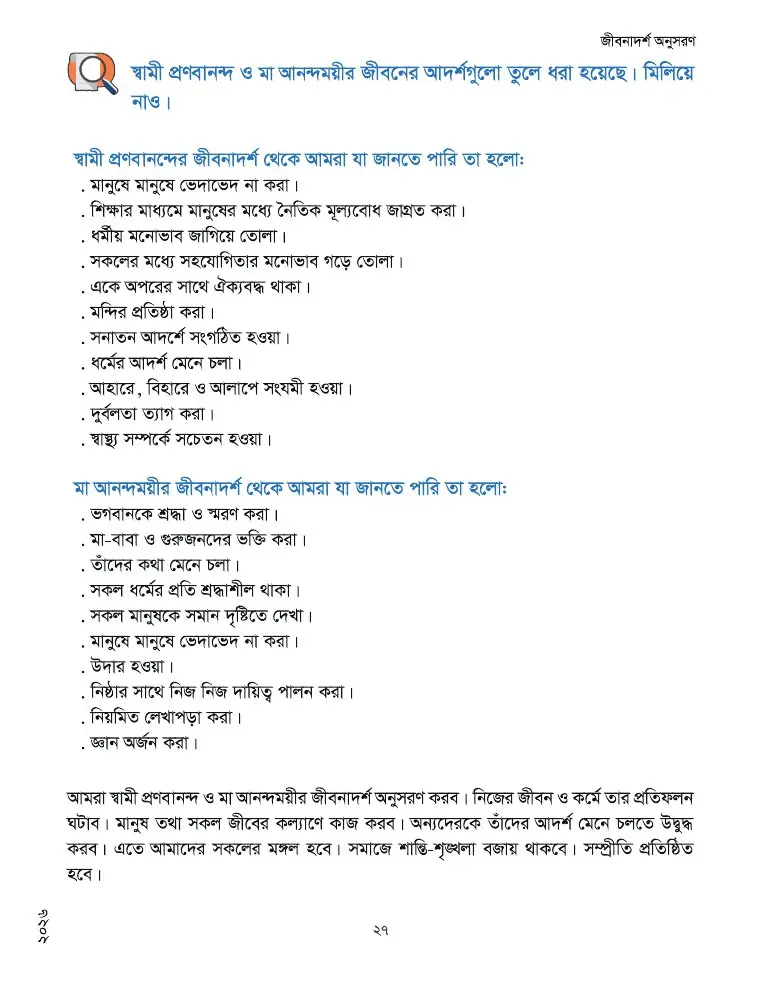 জীবনাদর্শ অনুসরণ
স্বামী প্রণবানন্দ ও মা আনন্দময়ীর জীবনের আদর্শগুলো তুলে ধরা হয়েছে। মিলিয়ে
নাও।
স্বামী প্রণবানন্দের জীবনাদর্শ থেকে আমরা যা জানতে পারি তা হলো:
. মানুষে মানুষে ভেদাভেদ না করা।
. শিক্ষার মাধ্যমে মানুষের মধ্যে নৈতিক মূল্যবোধ জাগ্রত করা।
. ধর্মীয় মনোভাব জাগিয়ে তোলা।
. সকলের মধ্যে সহযোগিতার মনোভাব গড়ে তোলা।
. একে অপরের সাথে ঐক্যবদ্ধ থাকা।
. মন্দির প্রতিষ্ঠা করা।
. সনাতন আদর্শে সংগঠিত হওয়া।
. ধর্মের আদর্শ মেনে চলা।
. আহারে, বিহারে ও আলাপে সংযমী হওয়া।
. দুর্বলতা ত্যাগ করা।
. স্বাস্থ্য সম্পর্কে সচেতন হওয়া।
মা আনন্দময়ীর জীবনাদর্শ থেকে আমরা যা জানতে পারি তা হলো:
. ভগবানকে শ্রদ্ধা ও স্মরণ করা।
. মা-বাবা ও গুরুজনদের ভক্তি করা।
. তাঁদের কথা মেনে চলা।
. সকল ধর্মের প্রতি শ্রদ্ধাশীল থাকা।
. সকল মানুষকে সমান দৃষ্টিতে দেখা।
. মানুষে মানুষে ভেদাভেদ না করা।
. উদার হওয়া।
. নিষ্ঠার সাথে নিজ নিজ দায়িত্ব পালন করা।
. নিয়মিত লেখাপড়া করা।
. জ্ঞান অর্জন করা।
আমরা স্বামী প্রণবানন্দ ও মা আনন্দময়ীর জীবনাদর্শ অনুসরণ করব। নিজের জীবন ও কর্মে তার প্রতিফলন
ঘটাব। মানুষ তথা সকল জীবের কল্যাণে কাজ করব। অন্যদেরকে তাঁদের আদর্শ মেনে চলতে উদ্বুদ্ধ
করব। এতে আমাদের সকলের মঙ্গল হবে। সমাজে শান্তি-শৃঙ্খলা বজায় থাকবে। সম্প্রীতি প্রতিষ্ঠিত
হবে।
২০২৬
২৭